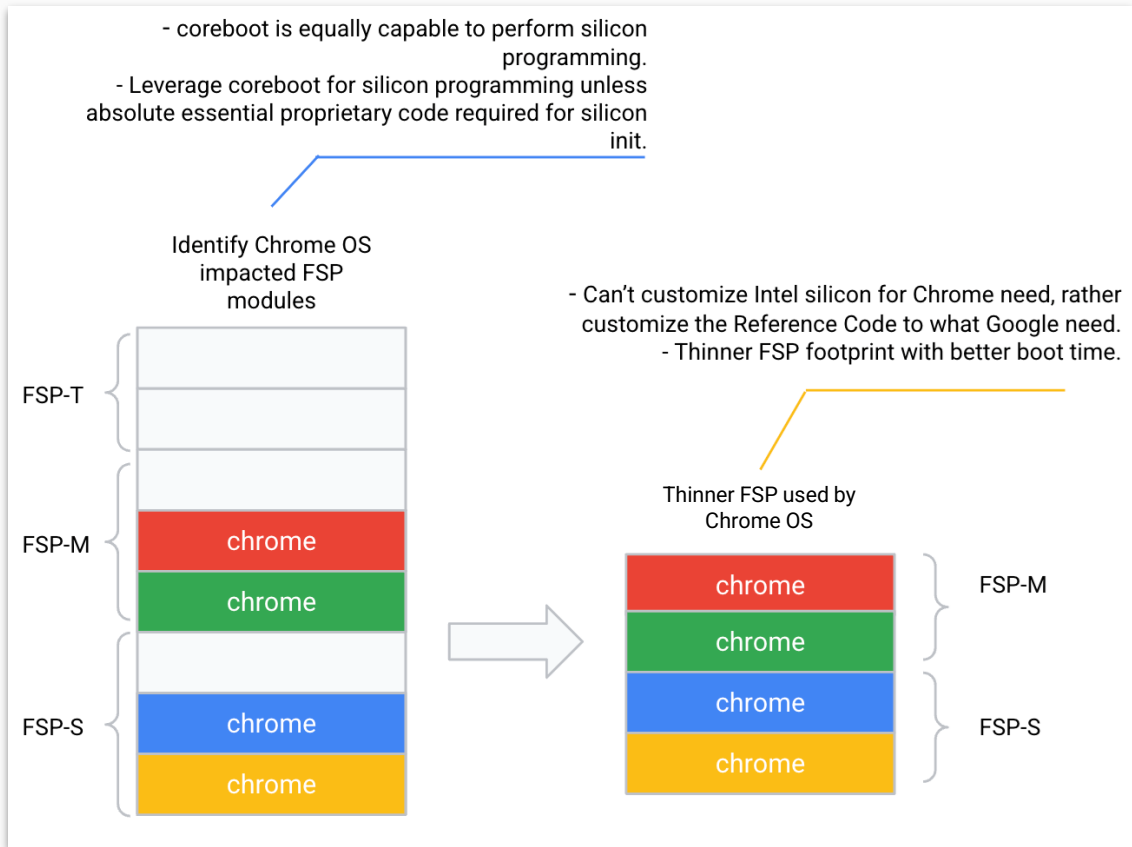 - coreboot is equally capable to perform silicon
programming.
- Leverage coreboot for silicon programming unless
absolute essential proprietary code required for silicon
init.
Identify Chrome OS
impacted FSP
modules
- Can't customize Intel silicon for Chrome need, rather
customize the Reference Code to what Google need.
- Thinner FSP footprint with better boot time.
FSP-T
FSP-M
chrome
chrome
FSP-S
chrome
chrome
Thinner FSP used by
Chrome OS
chrome
chrome
FSP-M
chrome
chrome
FSP-S